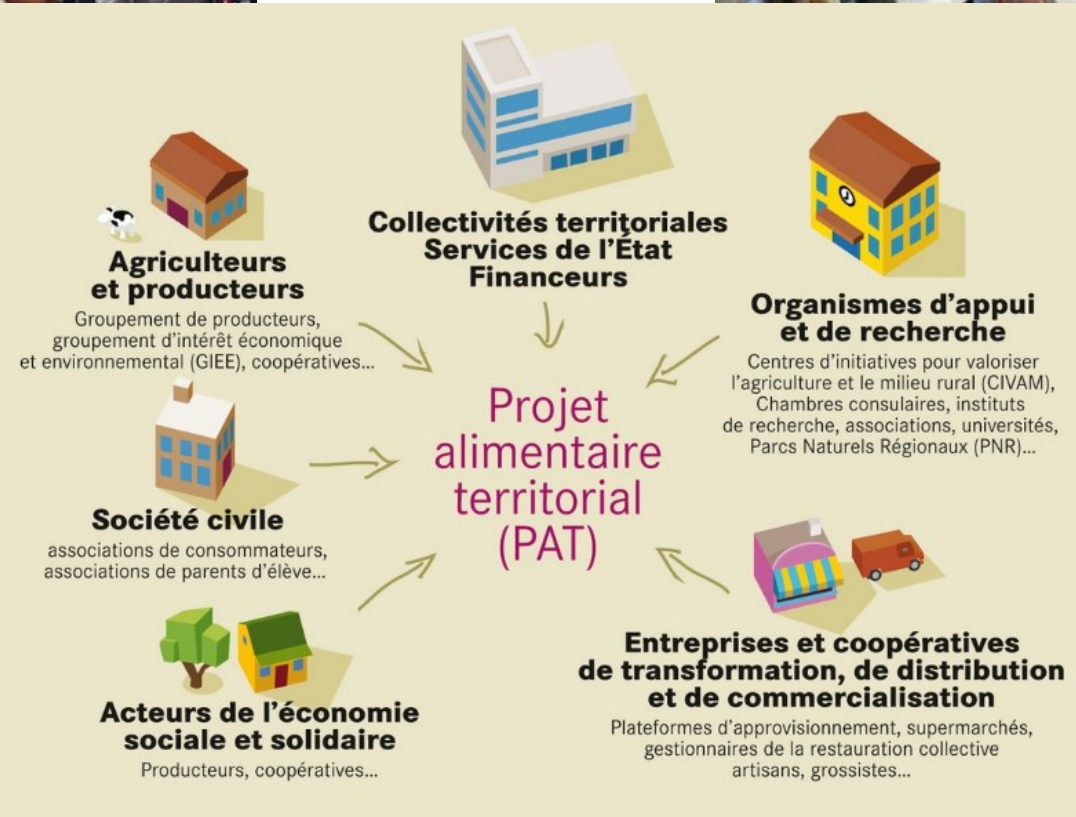 Collectivités territoriales
Services de l'État
Financeurs
Agriculteurs
et producteurs
Groupement de producteurs,
groupement d'intérêt économique
et environnemental (GIEE), coopératives...
Organismes d'appui
et de recherche
Centres d'initiatives pour valoriser
l'agriculture et le milieu rural (CIVAM),
Chambres consulaires, instituts
de recherche, associations, universités,
Parcs Naturels Régionaux (PNR)...
Projet
alimentaire
territorial
(PAT)
Société civile
associations de consommateurs,
associations de parents d'élève...
Acteurs de l'économie
sociale et solidaire
Producteurs, coopératives...
Entreprises et coopératives
de transformation, de distribution
et de commercialisation
Plateformes d'approvisionnement, supermarchés,
gestionnaires de la restauration collective
artisans, grossistes...